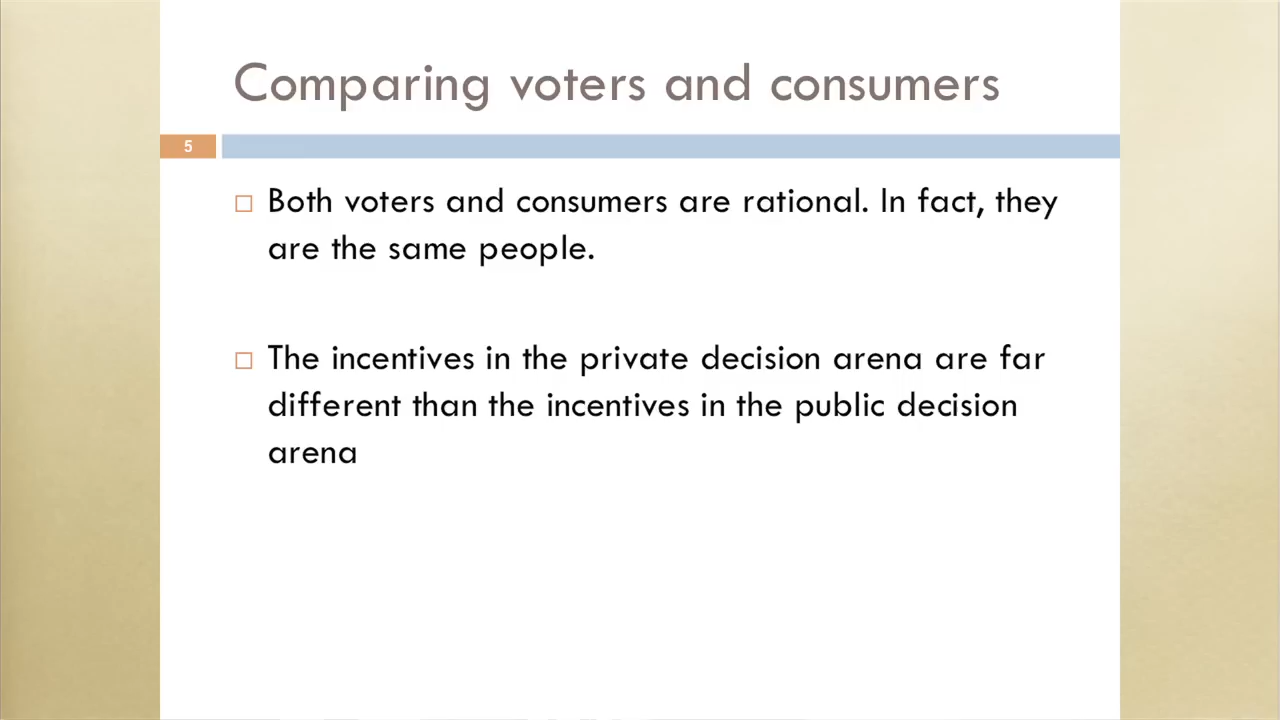 Comparing voters and consumers
5
Both voters and consumers are rational. In fact, they
are the same people.
The incentives in the private decision arena are far
different than the incentives in the public decision
arena